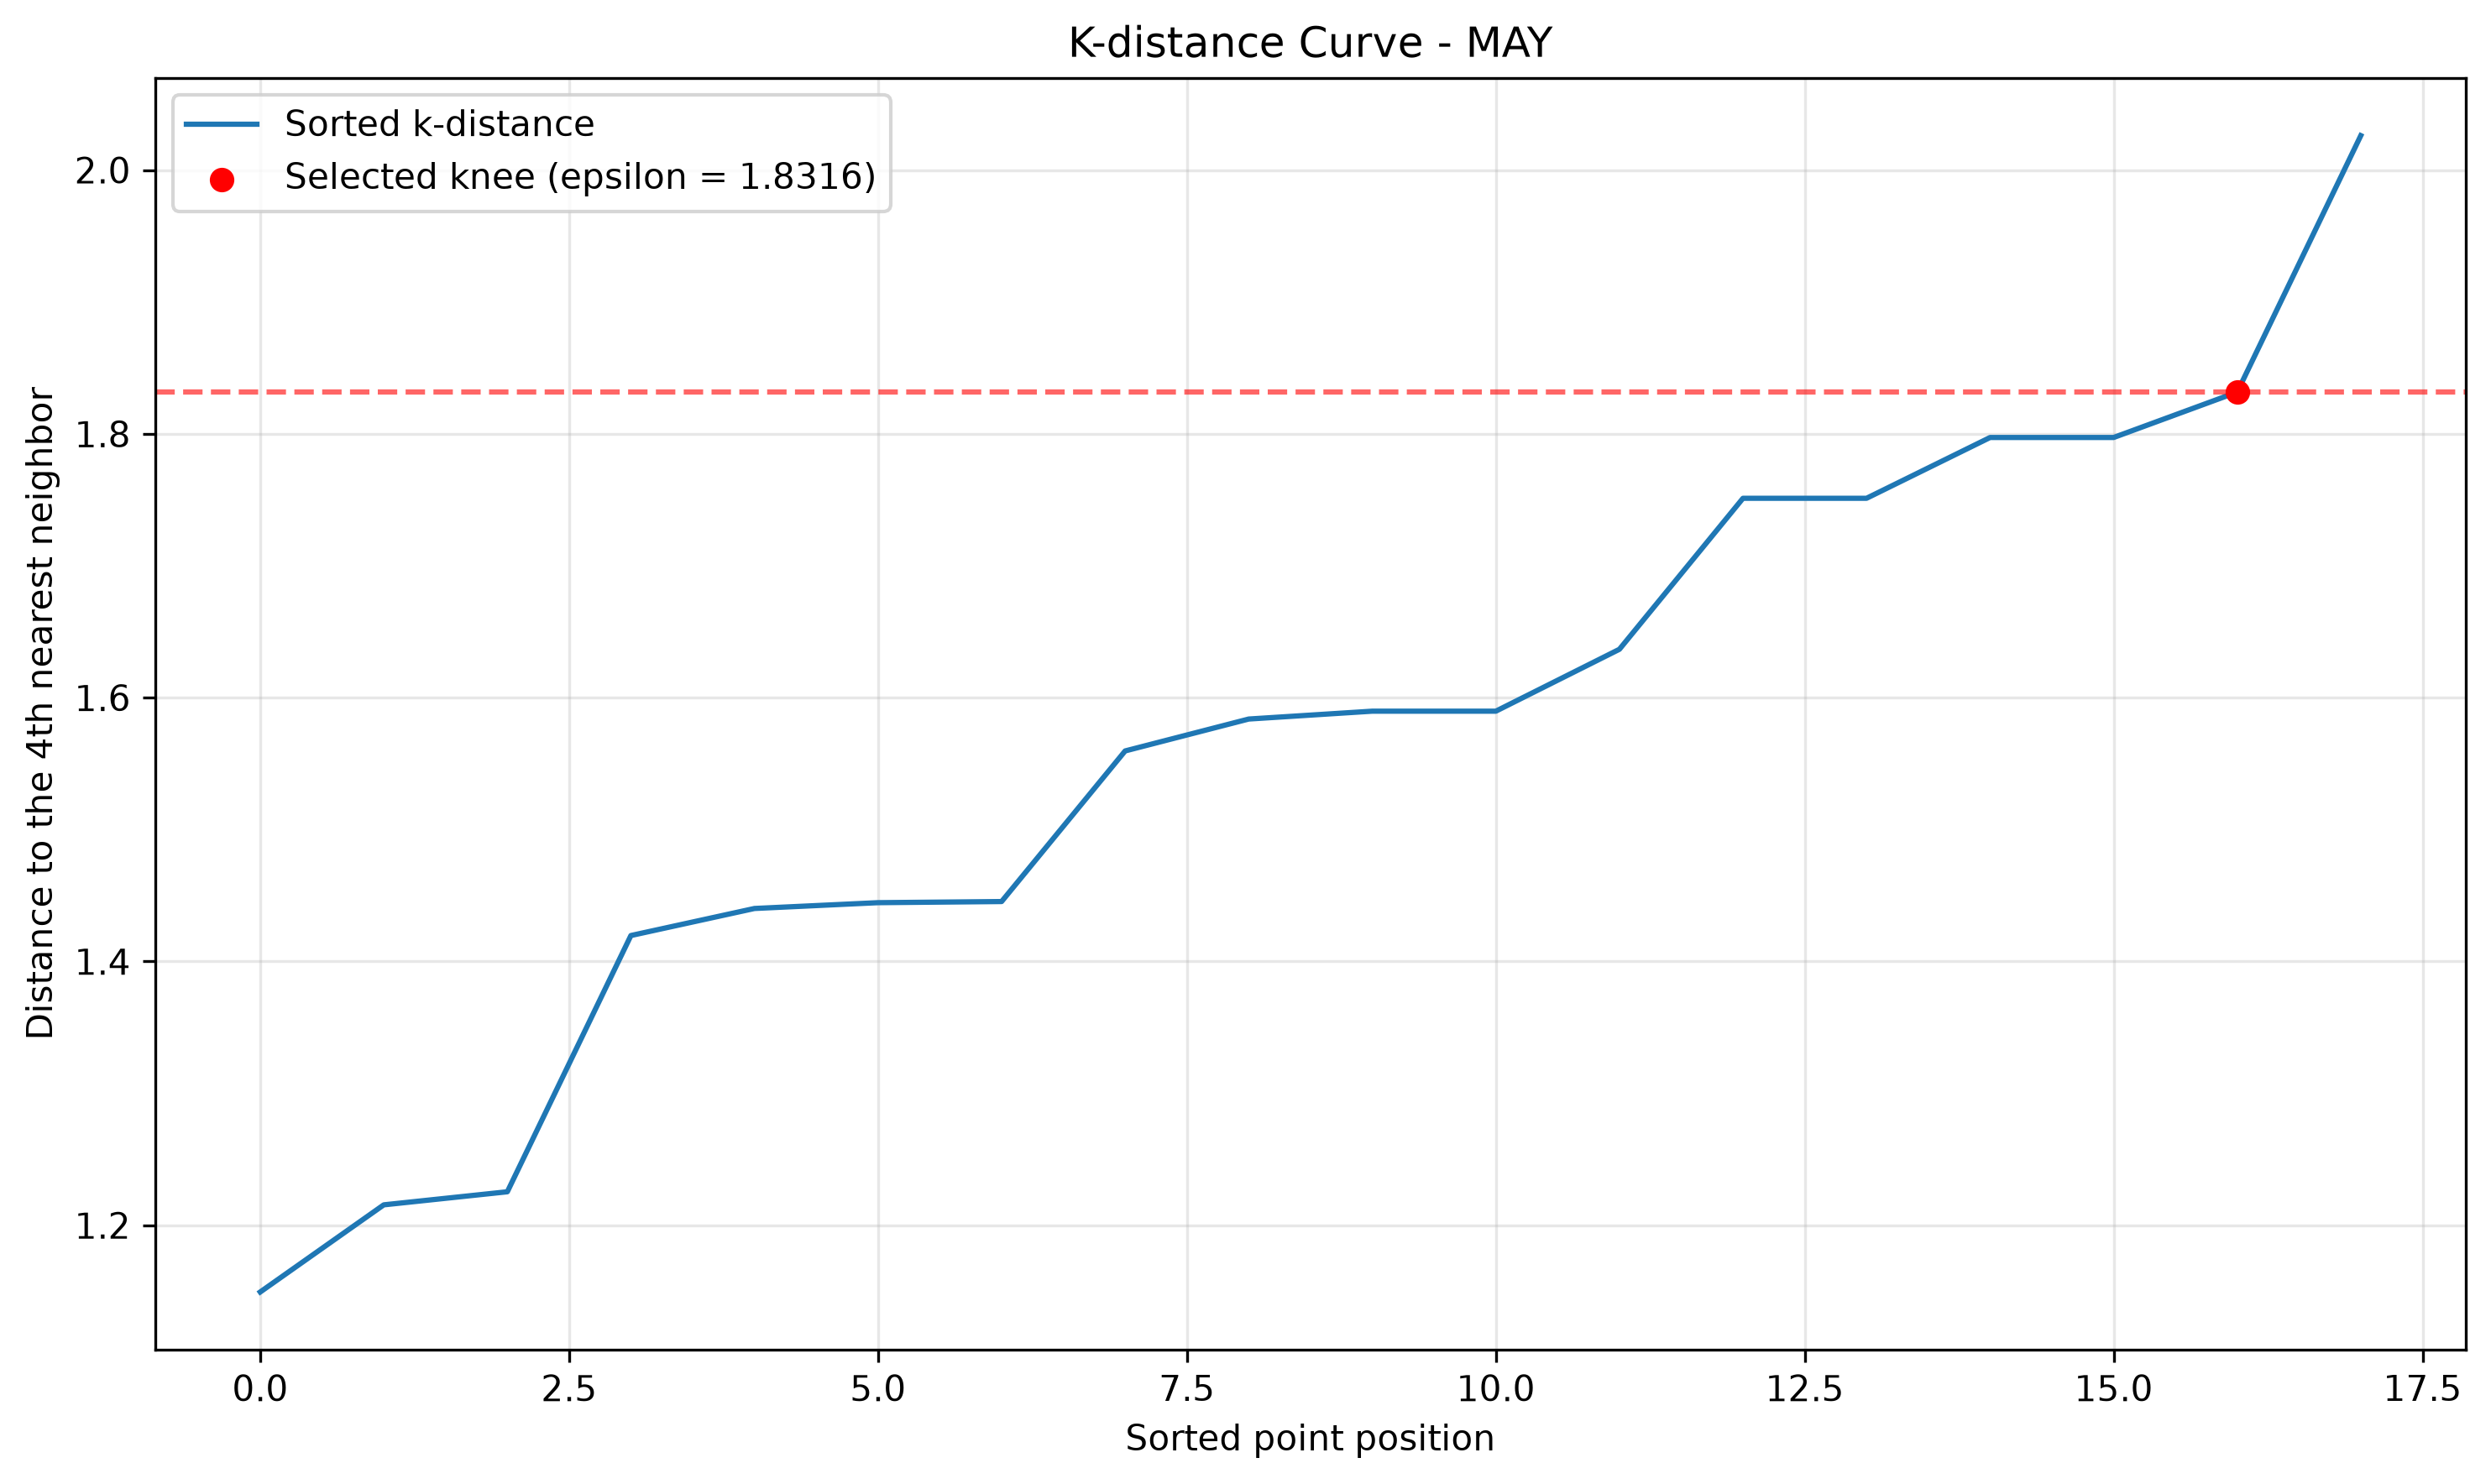 K-distance Curve - MAY
Sorted k-distance
Selected knee (epsilon = 1.8316)
Distance to the 4th nearest neighbor
2.0
1.8
1.6
1.4
1.2
0.0 2.5 5.0 7.5 10.0 12.5 15.0 17.5
Sorted point position